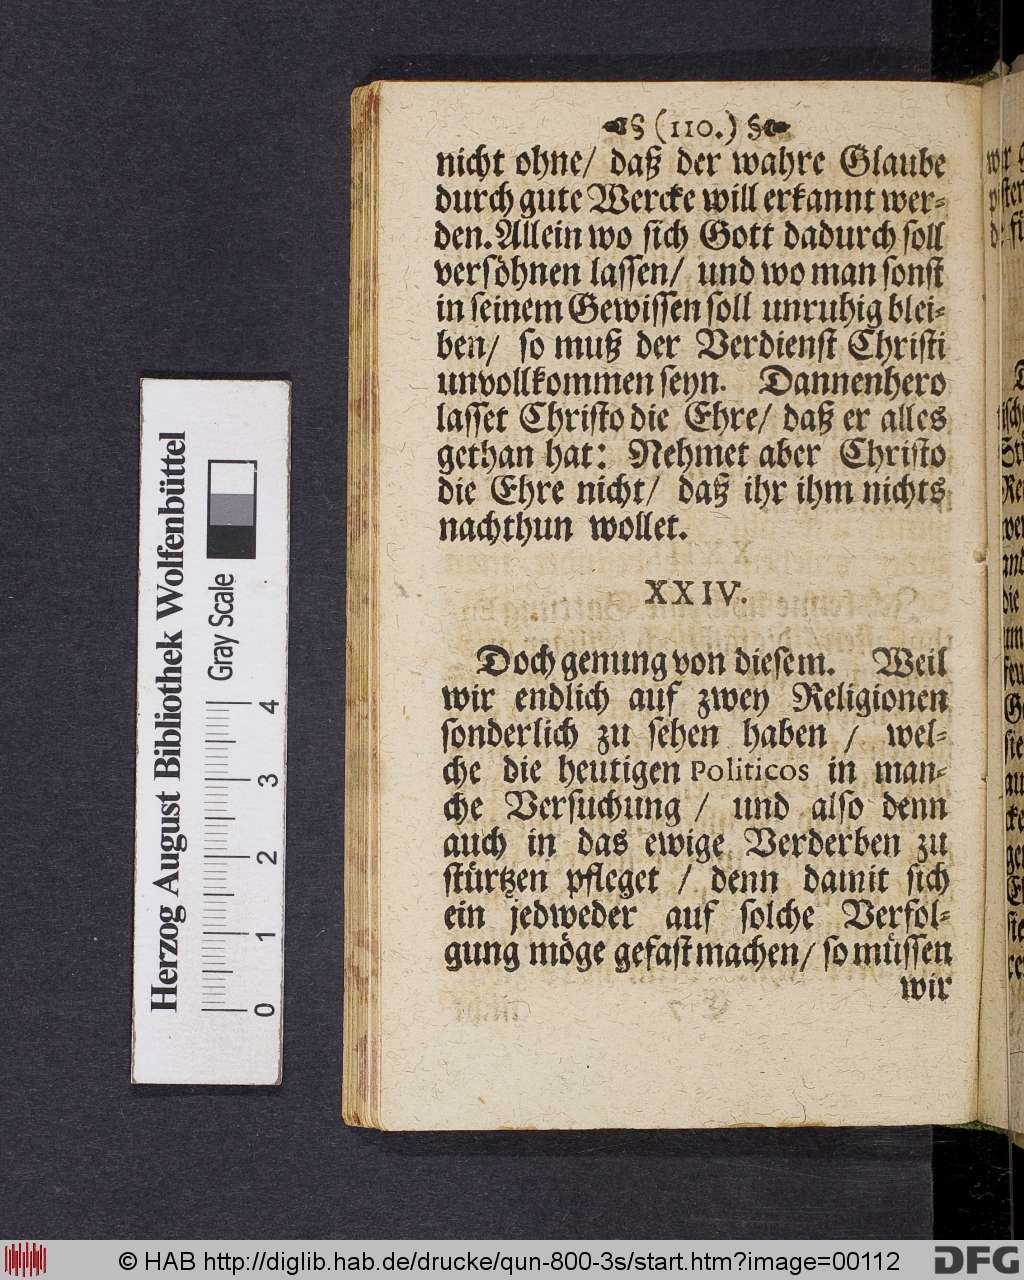 § (110.) §
nicht ohne/ daß der wahre Glaube
durch gute Wercke will erkannt wer-
den. Allein wo sich Gott dadurch soll
versöhnen lassen/ und wo man sonst
in seinem Gewissen soll unruhig blei-
ben/ so muß der Verdienst Christi
unvollkommen seyn. Dannenhero
lasset Christo die Ehre/ daß er alles
gethan hat: Nehmet aber Christo
die Ehre nicht/ daß ihr ihm nichts
nachthun wollet.
XXIV.
Doch genung von diesem. Weil
wir endlich auf zwey Religionen
sonderlich zu sehen haben / wel-
che die heutigen Politicos in man-
che Versuchung / und also denn
auch in das ewige Verderben zu
stürtzen pfleget / denn damit sich
ein jedweder auf solche Verfol-
gung möge gefast machen/ so müssen
wir
Herzog August Bibliothek Wolfenbüttel
Gray Scale
0 1 2 3 4
© HAB http://diglib.hab.de/drucke/qun-800-3s/start.htm?image=00112
DFG